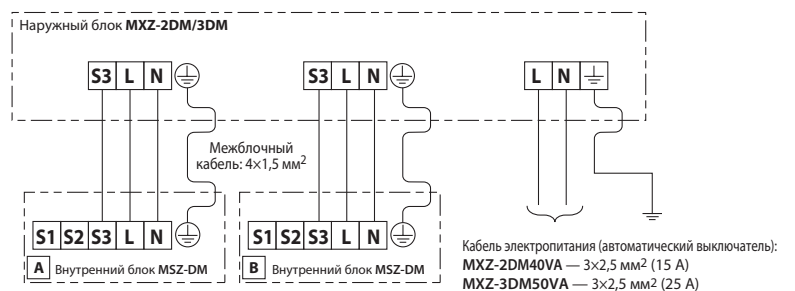 Наружный блок MXZ-2DM/3DM
S3 L N
S3 L N
L N
Межблочный
кабель: 4×1,5 мм²
S1 S2 S3 L N
S1 S2 S3 L N
A Внутренний блок MSZ-DM
B Внутренний блок MSZ-DM
Кабель электропитания (автоматический выключатель):
MXZ-2DM40VA — 3×2,5 мм² (15 А)
MXZ-3DM50VA — 3×2,5 мм² (25 А)